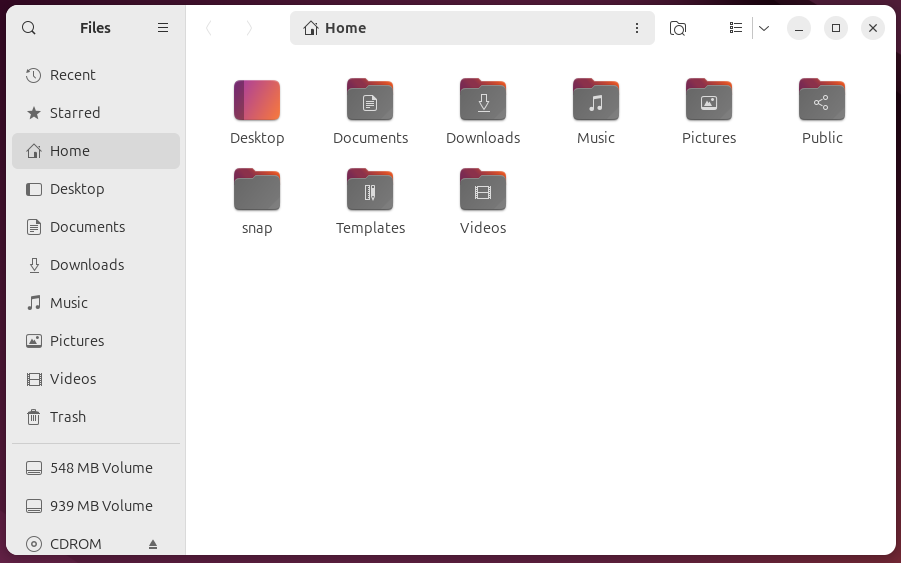 Files
Home
Recent
Starred
Home
Desktop
Documents
Downloads
Music
Pictures
Videos
Trash
548 MB Volume
939 MB Volume
CDROM
Desktop Documents Downloads Music Pictures Public
snap Templates Videos